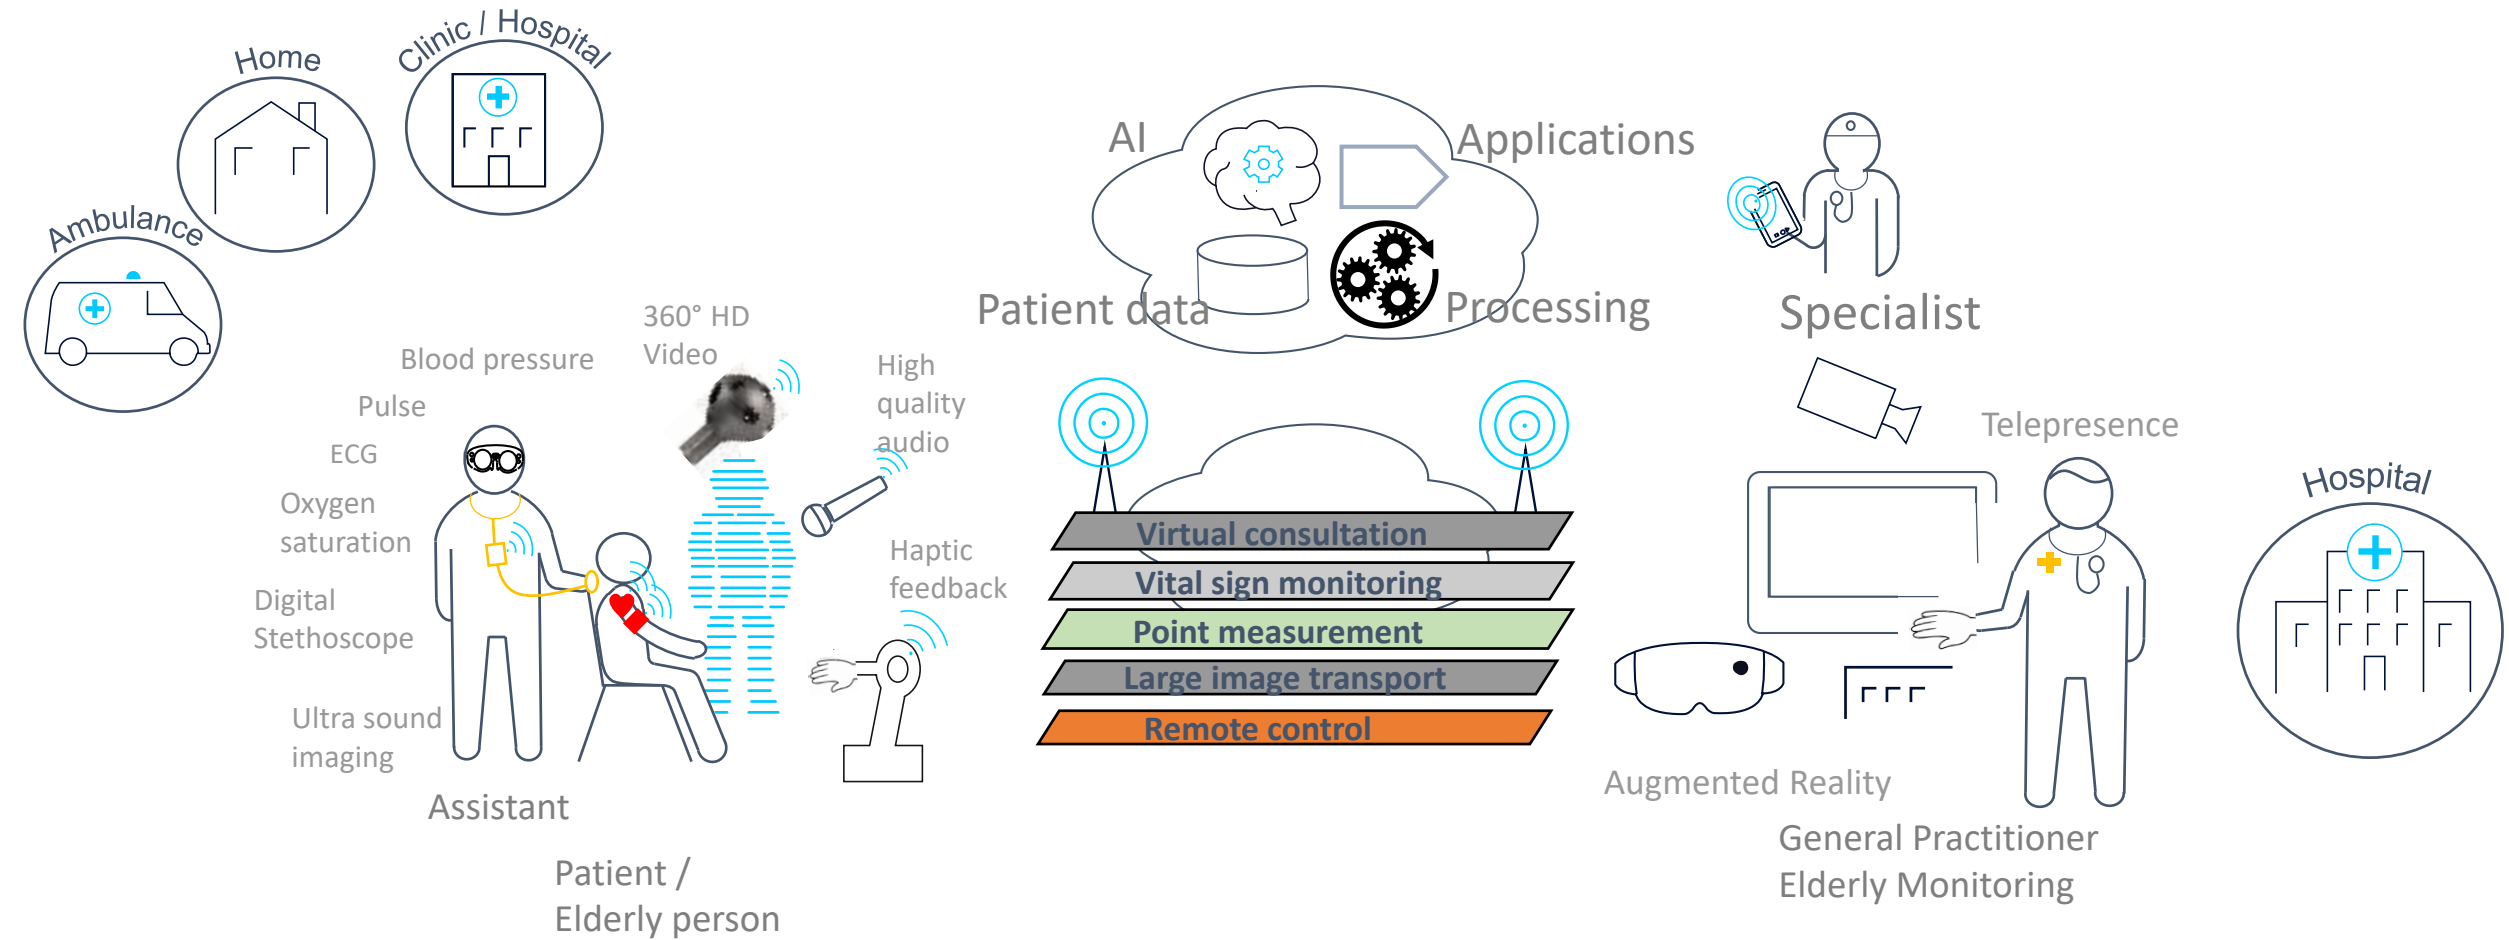 Home
Clinic / Hospital
Ambulance
Blood pressure
Pulse
ECG
Oxygen
saturation
Digital
Stethoscope
Ultra sound
imaging
Assistant
Patient /
Elderly person
360° HD
Video
High
quality
audio
Haptic
feedback
AI
Applications
Patient data
Processing
Virtual consultation
Vital sign monitoring
Point measurement
Large image transport
Remote control
Specialist
Telepresence
Augmented Reality
General Practitioner
Elderly Monitoring
Hospital